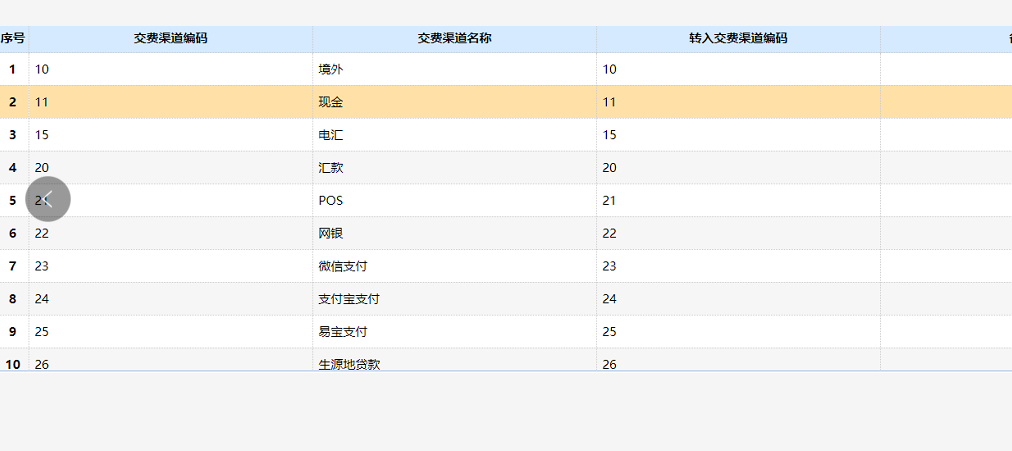 序号 交费渠道编码 交费渠道名称 转入交费渠道编码
1 10 境外 10
2 11 现金 11
3 15 电汇 15
4 20 汇款 20
5 21 POS 21
6 22 网银 22
7 23 微信支付 23
8 24 支付宝支付 24
9 25 易宝支付 25
10 26 生源地贷款 26